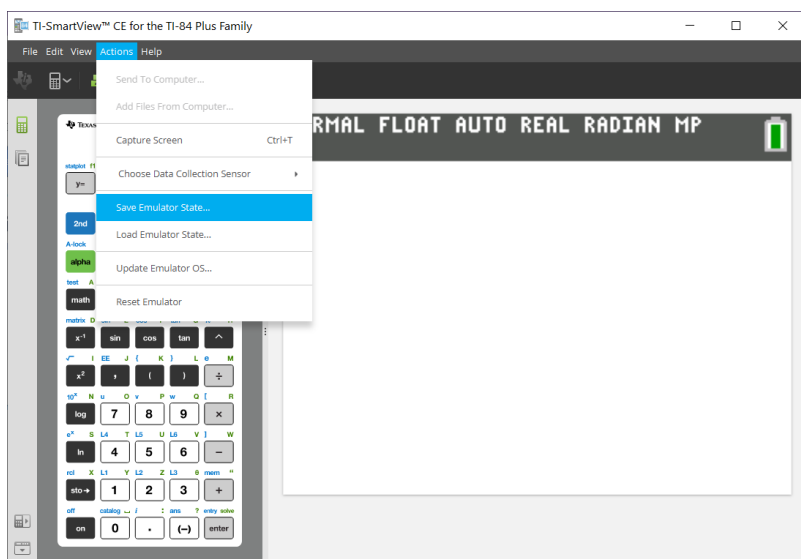 TI-SmartView™ CE for the TI-84 Plus Family
File Edit View Actions Help
Send To Computer...
Add Files From Computer...
Capture Screen Ctrl+T
Choose Data Collection Sensor
Save Emulator State...
Load Emulator State...
Update Emulator OS...
Reset Emulator
RMAL FLOAT AUTO REAL RADIAN MP
TEXAS
statplot f1
y=
2nd
A-lock
alpha
test A
math
matrix D
x-1 sin cos tan ^
√ I EE J { K } L e M
x2 , ( ) ÷
10x N u O v P w Q [ R
log 7 8 9 ×
ex S L4 T L5 U L6 V ] W
ln 4 5 6 −
rcl X L1 Y L2 Z L3 θ mem "
sto→ 1 2 3 +
off catalog i : ans ? entry solve
on 0 . (−) enter